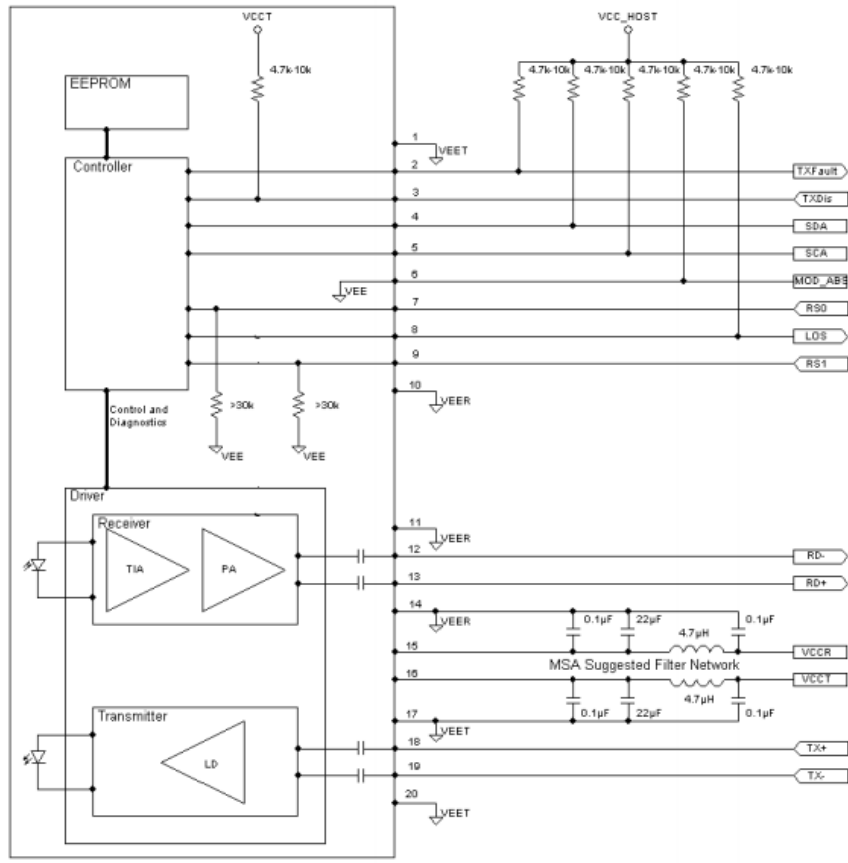 VCCT
VCC_HOST
4.7k-10k
4.7k-10k
4.7k-10k
4.7k-10k
4.7k-10k
4.7k-10k
EEPROM
1
VEET
Controller
2
TXFault
3
TXDis
4
SDA
5
SCA
6
MOD_ABS
VEE
7
RS0
8
LOS
9
RS1
10
VEER
>30k
>30k
Control and
Diagnostics
VEE
VEE
Driver
Receiver
11
VEER
12
RD-
TIA
PA
13
RD+
14
VEER
0.1µF
22µF
4.7µH
0.1µF
15
VCCR
MSA Suggested Filter Network
16
VCCT
4.7µH
0.1µF
22µF
0.1µF
Transmitter
17
VEET
18
TX+
LD
19
TX-
20
VEET